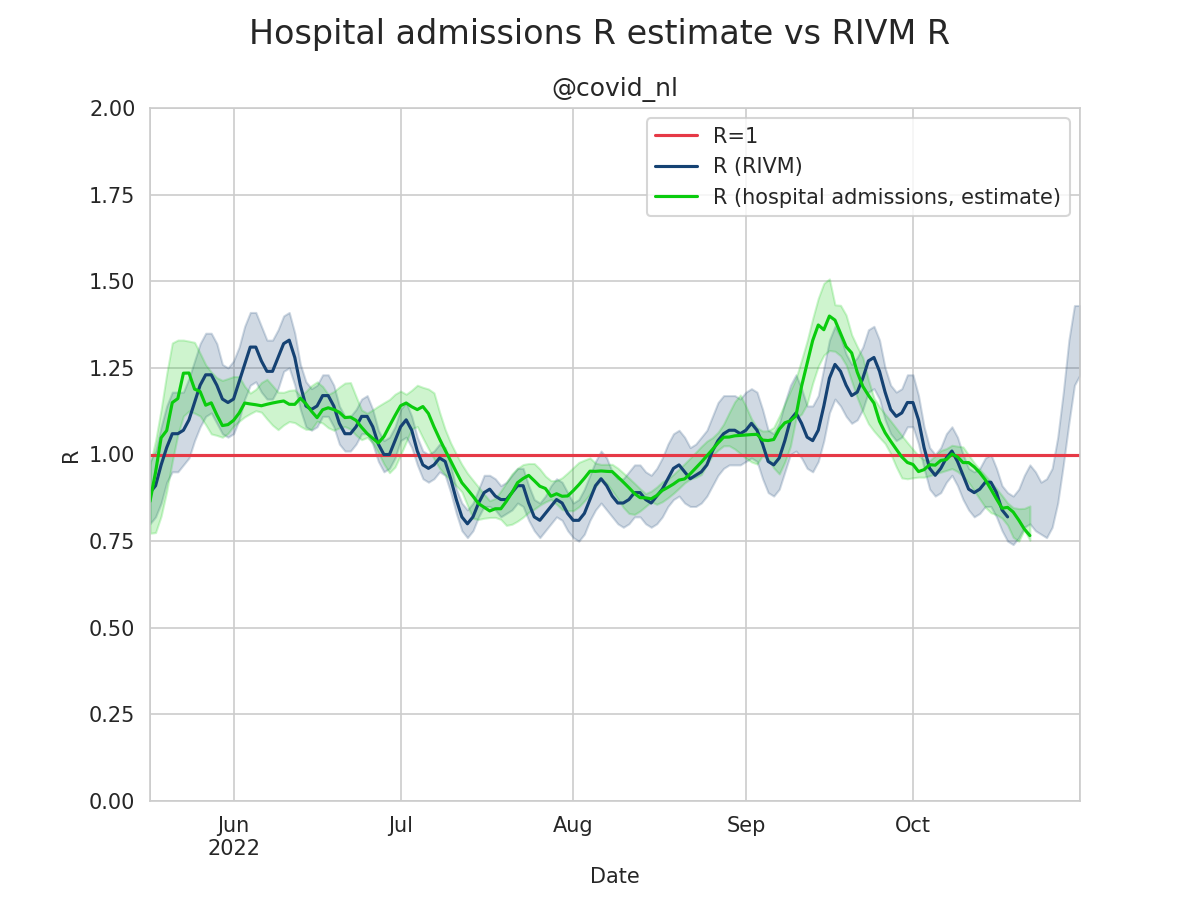 Hospital admissions R estimate vs RIVM R
@covid_nl
R=1
R (RIVM)
R (hospital admissions, estimate)
2.00
1.75
1.50
1.25
1.00
0.75
0.50
0.25
0.00
R
Jun
2022
Jul
Aug
Sep
Oct
Date